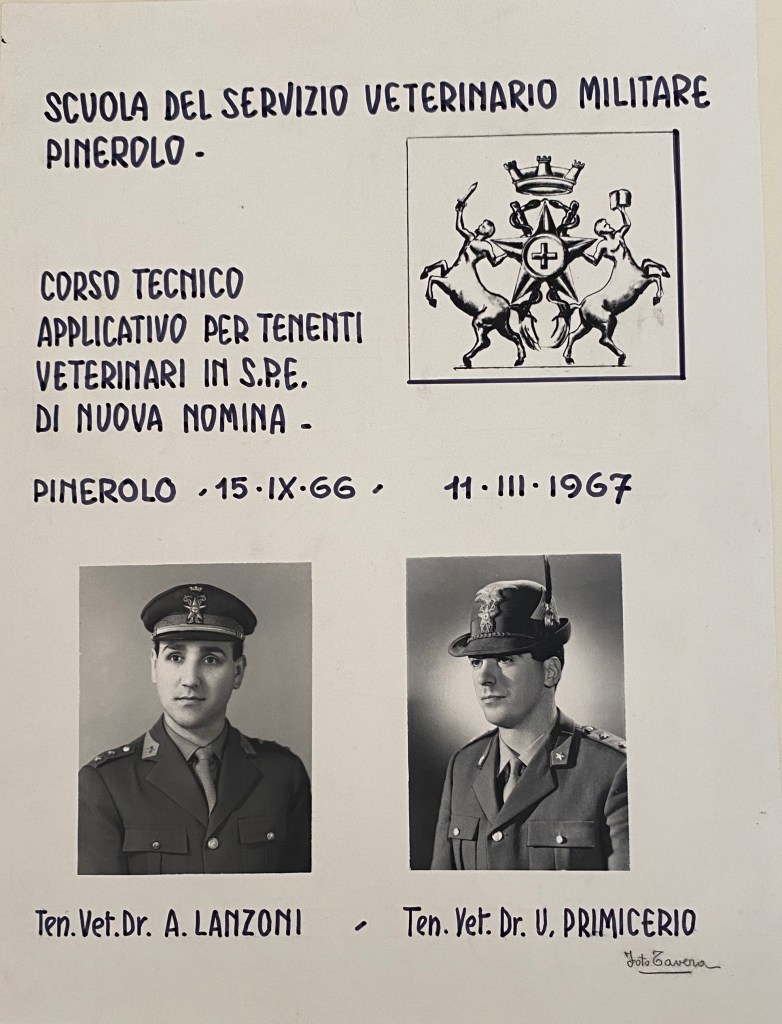 SCUOLA DEL SERVIZIO VETERINARIO MILITARE
PINEROLO -
CORSO TECNICO
APPLICATIVO PER TENENTI
VETERINARI IN S.P.E.
DI NUOVA NOMINA -
PINEROLO - 15·IX·66 - 11·III·1967
Ten. Vet. Dr. A. LANZONI - Ten. Vet. Dr. U. PRIMICERIO
Foto Tavera